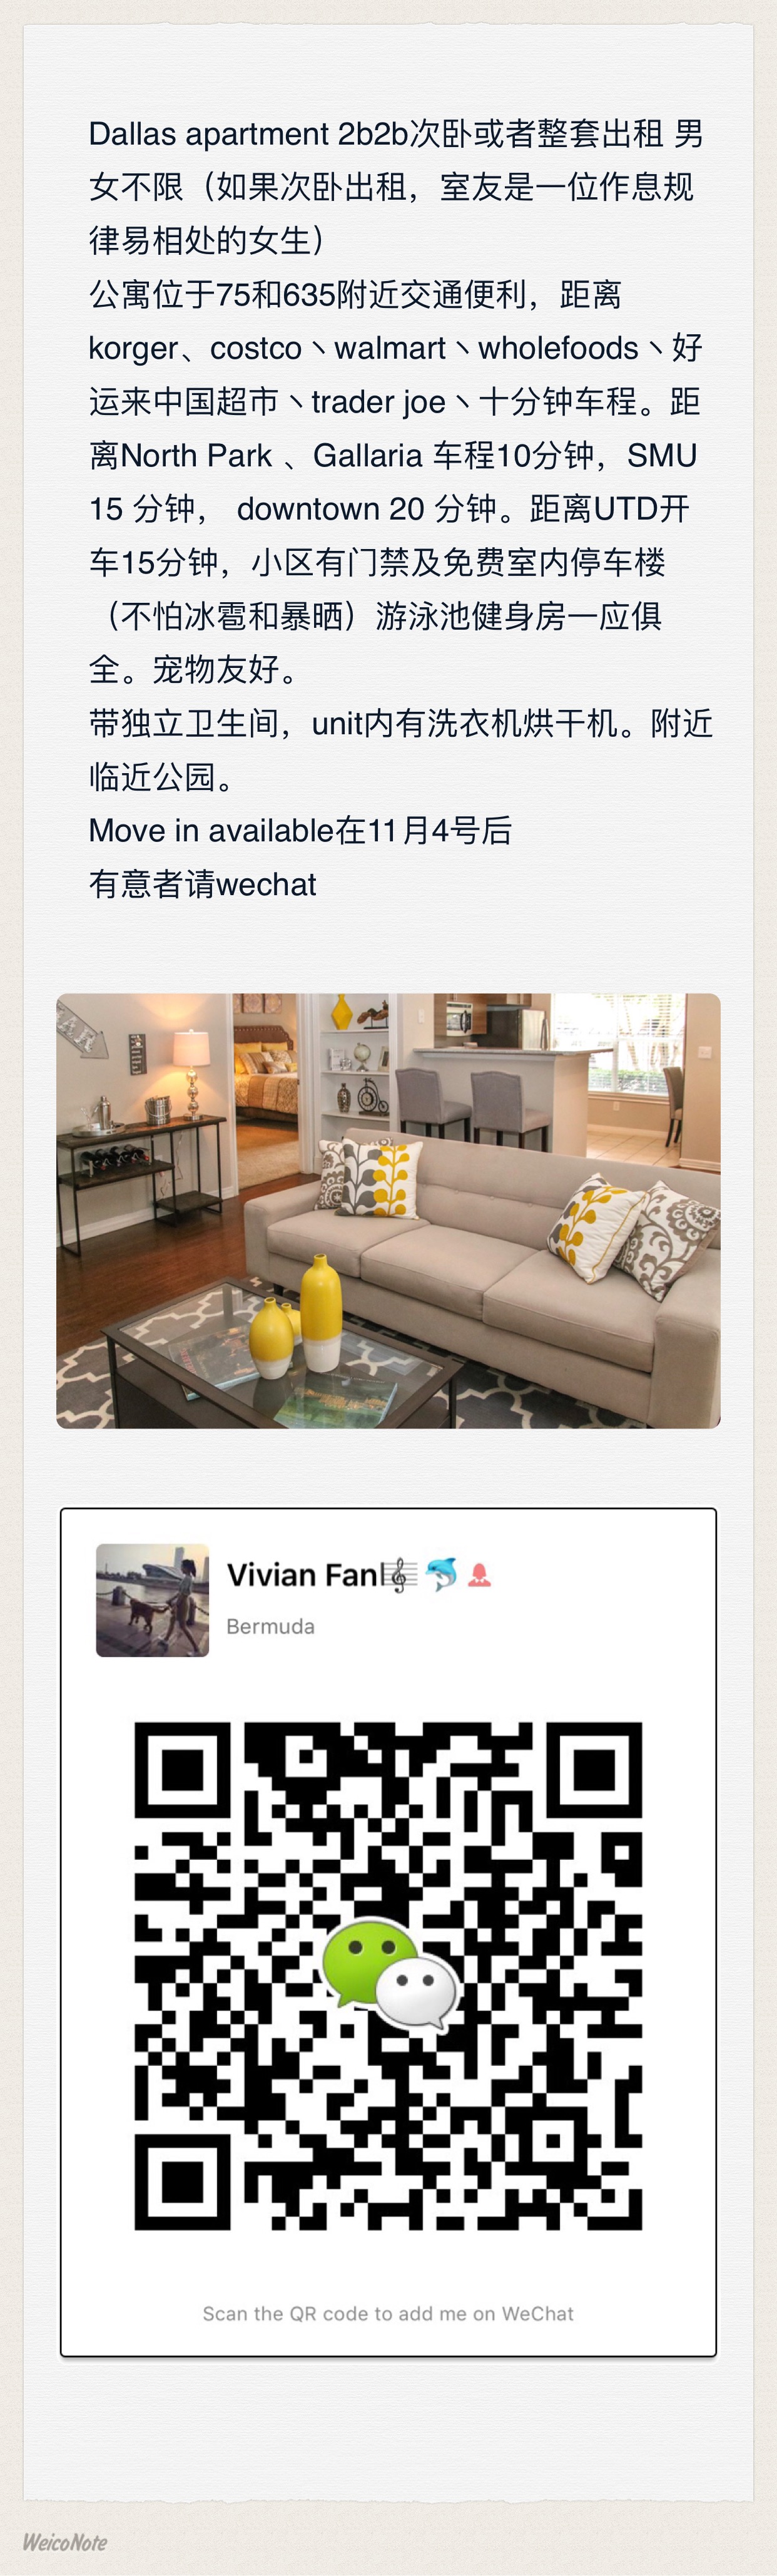 Dallas apartment 2b2b次卧或者整套出租 男
女不限（如果次卧出租，室友是一位作息规
律易相处的女生）
公寓位于75和635附近交通便利，距离
korger、costco丶walmart丶wholefoods丶好
运来中国超市丶trader joe丶十分钟车程。距
离North Park 、Gallaria 车程10分钟，SMU
15 分钟， downtown 20 分钟。距离UTD开
车15分钟，小区有门禁及免费室内停车楼
（不怕冰雹和暴晒）游泳池健身房一应俱
全。宠物友好。
带独立卫生间，unit内有洗衣机烘干机。附近
临近公园。
Move in available在11月4号后
有意者请wechat
Vivian Fanl🎼 🐬
Bermuda
Scan the QR code to add me on WeChat
WeicoNote